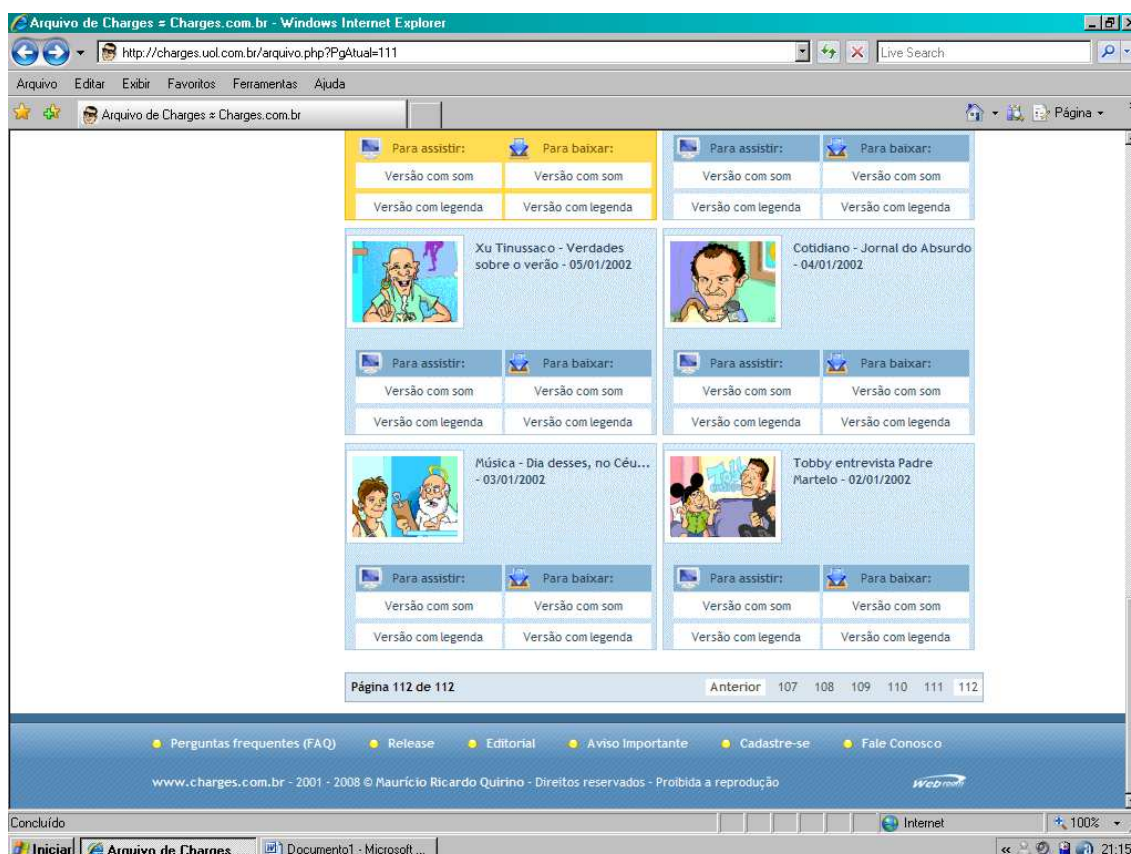 Arquivo de Charges = Charges.com.br - Windows Internet Explorer
http://charges.uol.com.br/arquivo.php?PgAtual=111
Live Search
Arquivo Editar Exibir Favoritos Ferramentas Ajuda
Arquivo de Charges = Charges.com.br
Página
Para assistir: Para baixar: Para assistir: Para baixar:
Versão com som Versão com som Versão com som Versão com som
Versão com legenda Versão com legenda Versão com legenda Versão com legenda
Xu Tinussaco - Verdades
sobre o verão - 05/01/2002
Cotidiano - Jornal do Absurdo
- 04/01/2002
Para assistir: Para baixar: Para assistir: Para baixar:
Versão com som Versão com som Versão com som Versão com som
Versão com legenda Versão com legenda Versão com legenda Versão com legenda
Música - Dia desses, no Céu...
- 03/01/2002
Tobby entrevista Padre
Martelo - 02/01/2002
Para assistir: Para baixar: Para assistir: Para baixar:
Versão com som Versão com som Versão com som Versão com som
Versão com legenda Versão com legenda Versão com legenda Versão com legenda
Página 112 de 112 Anterior 107 108 109 110 111 112
Perguntas frequentes (FAQ) Release Editorial Aviso Importante Cadastre-se Fale Conosco
www.charges.com.br - 2001 - 2008 © Maurício Ricardo Quirino - Direitos reservados - Proibida a reprodução
Concluído Internet 100%
Iniciar Arquivo de Charges... Documento1 - Microsoft ... 21:15